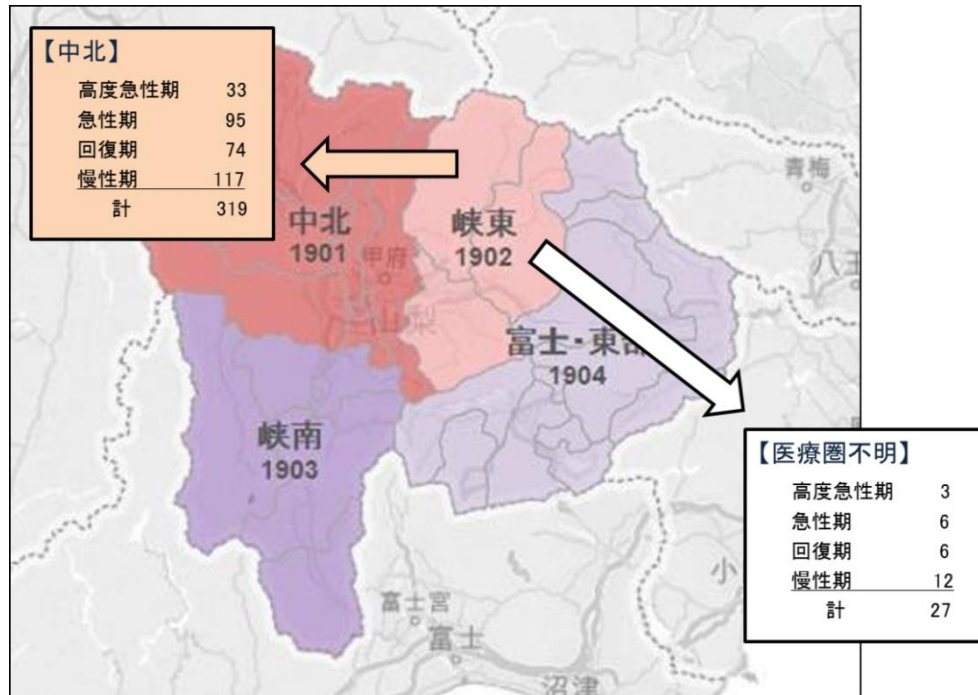 【中北】
高度急性期 33
急性期 95
回復期 74
慢性期 117
計 319
青梅
中北
1901
甲府
峡東
1902
八王
富士・東部
1904
峡南
1903
【医療圏不明】
高度急性期 3
急性期 6
回復期 6
慢性期 12
計 27
小
富士宮
富士
沼津